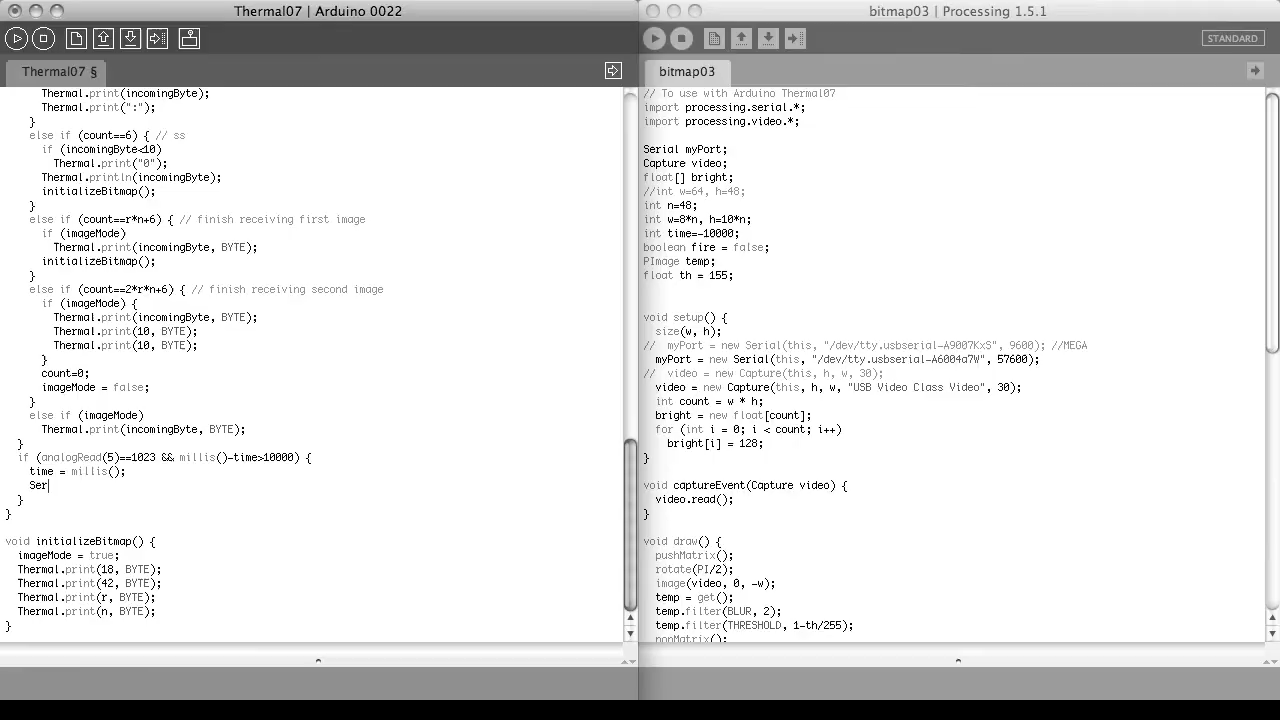 Thermal07 | Arduino 0022
Thermal07 §
Thermal.print(incomingByte);
Thermal.print(":");
}
else if (count==6) { // ss
if (incomingByte<10)
Thermal.print("0");
Thermal.println(incomingByte);
initializeBitmap();
}
else if (count==r*n+6) { // finish receiving first image
if (imageMode)
Thermal.print(incomingByte, BYTE);
initializeBitmap();
}
else if (count==2*r*n+6) { // finish receiving second image
if (imageMode) {
Thermal.print(incomingByte, BYTE);
Thermal.print(10, BYTE);
Thermal.print(10, BYTE);
}
count=0;
imageMode = false;
}
else if (imageMode)
Thermal.print(incomingByte, BYTE);
}
if (analogRead(5)==1023 && millis()-time>10000) {
time = millis();
Ser
}
}
void initializeBitmap() {
imageMode = true;
Thermal.print(18, BYTE);
Thermal.print(42, BYTE);
Thermal.print(r, BYTE);
Thermal.print(n, BYTE);
}
bitmap03 | Processing 1.5.1
STANDARD
bitmap03
// To use with Arduino Thermal07
import processing.serial.*;
import processing.video.*;
Serial myPort;
Capture video;
float[] bright;
//int w=64, h=48;
int n=48;
int w=8*n, h=10*n;
int time=-10000;
boolean fire = false;
PImage temp;
float th = 155;
void setup() {
size(w, h);
//  myPort = new Serial(this, "/dev/tty.usbserial-A9007KxS", 9600); //MEGA
myPort = new Serial(this, "/dev/tty.usbserial-A6004a7W", 57600);
//  video = new Capture(this, h, w, 30);
video = new Capture(this, h, w, "USB Video Class Video", 30);
int count = w * h;
bright = new float[count];
for (int i = 0; i < count; i++)
bright[i] = 128;
}
void captureEvent(Capture video) {
video.read();
}
void draw() {
pushMatrix();
rotate(PI/2);
image(video, 0, -w);
temp = get();
temp.filter(BLUR, 2);
temp.filter(THRESHOLD, 1-th/255);
popMatrix();